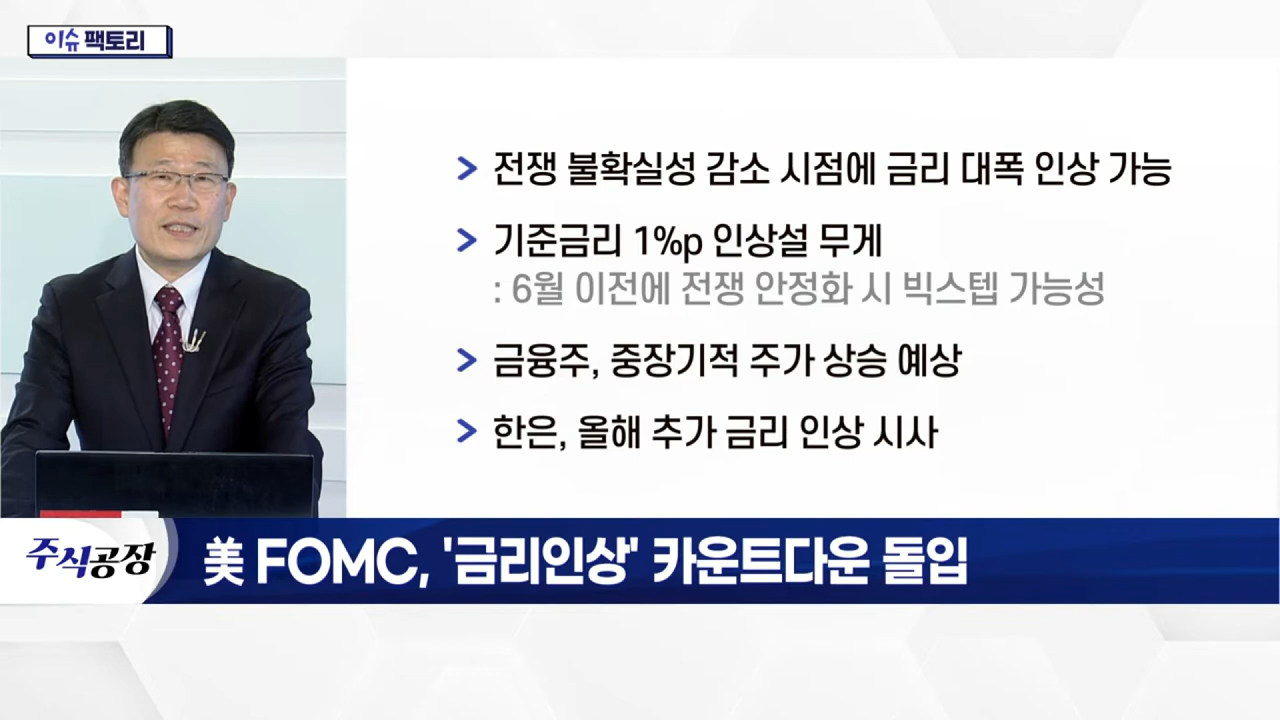 이슈 팩토리
> 전쟁 불확실성 감소 시점에 금리 대폭 인상 가능
> 기준금리 1%p 인상설 무게
: 6월 이전에 전쟁 안정화 시 빅스텝 가능성
> 금융주, 중장기적 주가 상승 예상
> 한은, 올해 추가 금리 인상 시사
주식공장
美 FOMC, '금리인상' 카운트다운 돌입